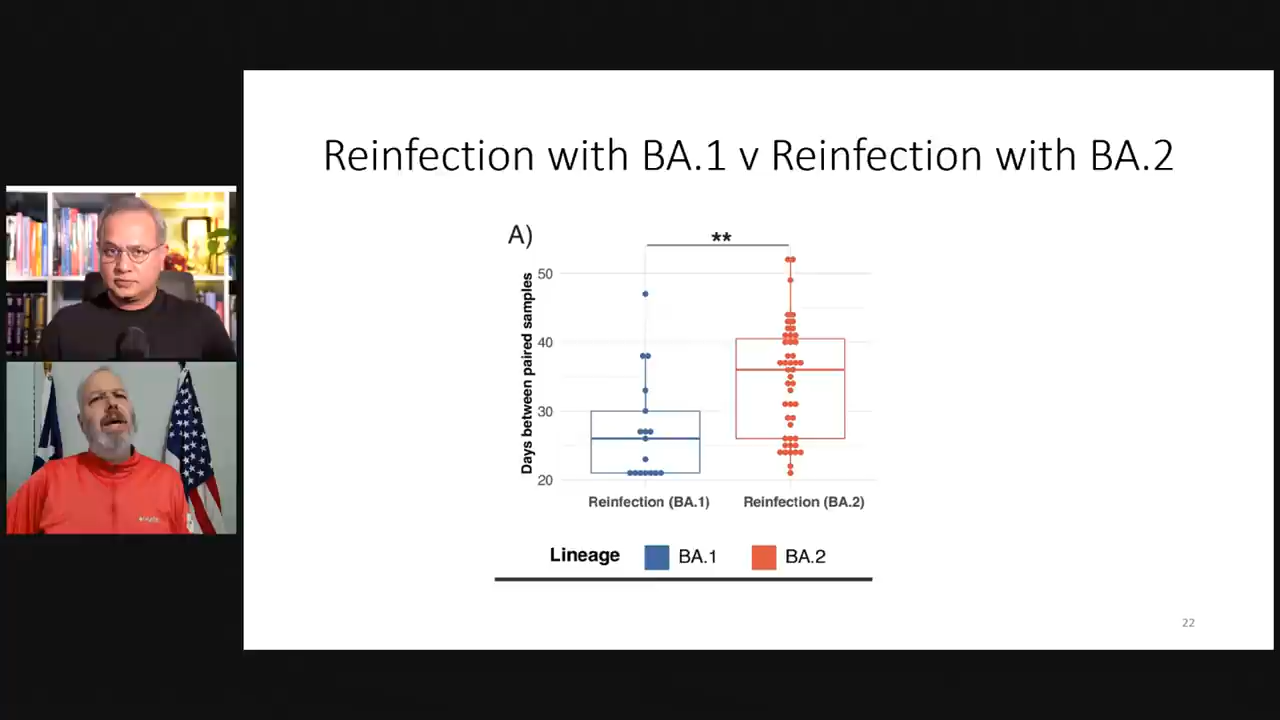 Reinfection with BA.1 v Reinfection with BA.2
A)
**
Days between paired samples
50
40
30
20
Reinfection (BA.1)
Reinfection (BA.2)
Lineage BA.1 BA.2
22